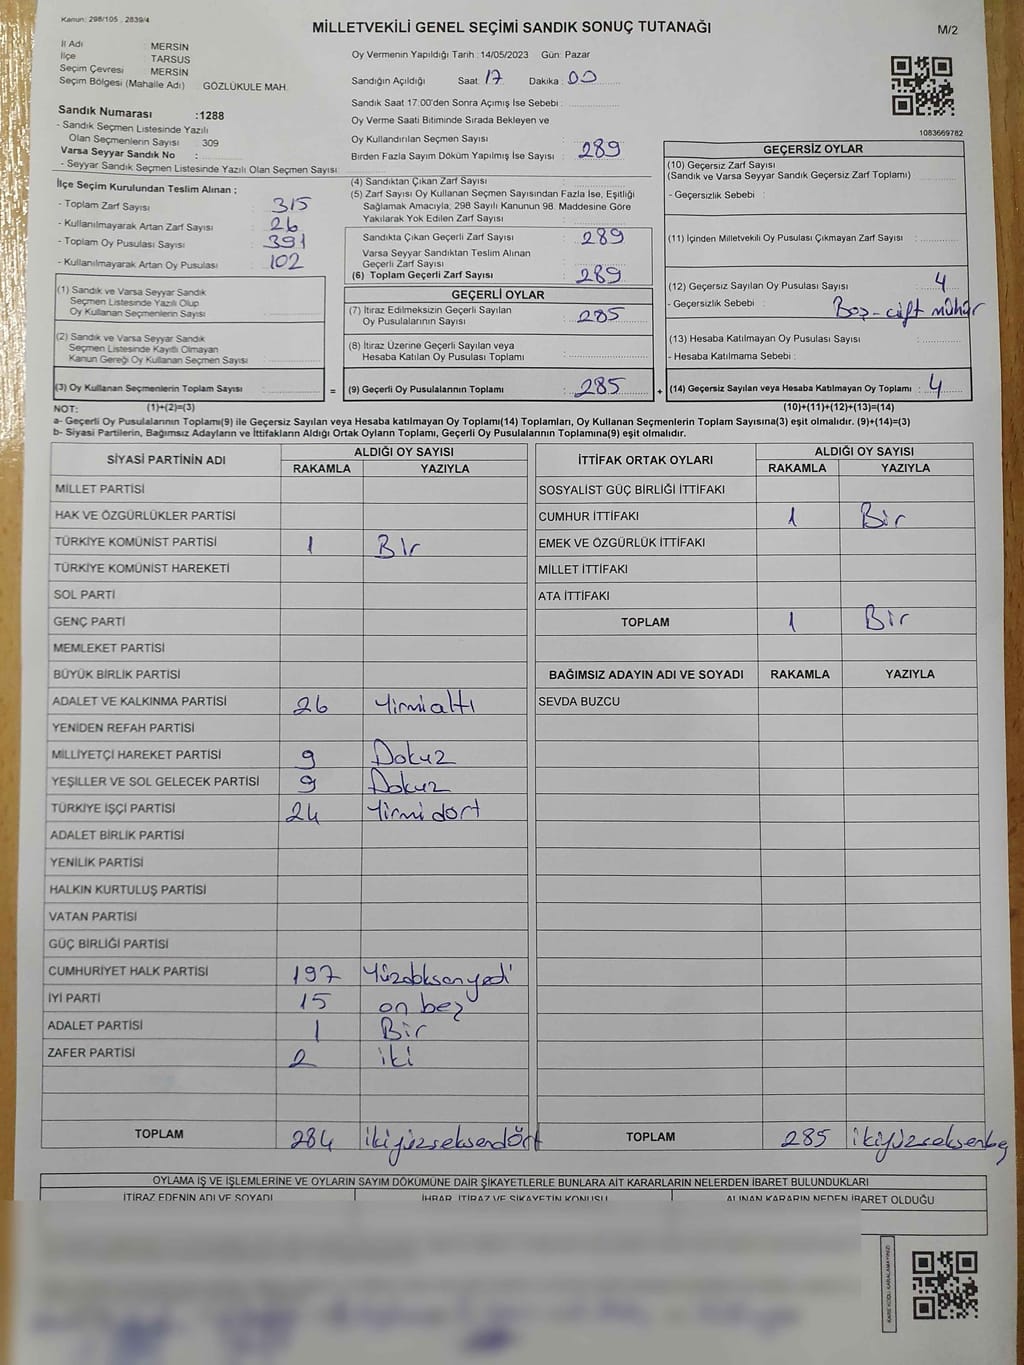 Kanun: 298/105 , 2839/4
MİLLETVEKİLİ GENEL SEÇİMİ SANDIK SONUÇ TUTANAĞI
M/2
İl Adı : MERSIN
İlçe TARSUS
Seçim Çevresi MERSIN
Seçim Bölgesi (Mahalle Adı) GÖZLÜKULE MAH.
Sandık Numarası :1288
- Sandık Seçmen Listesinde Yazılı
Olan Seçmenlerin Sayısı : 309
Varsa Seyyar Sandık No :
- Seyyar Sandık Seçmen Listesinde Yazılı Olan Seçmen Sayısı:
İlçe Seçim Kurulundan Teslim Alınan ;
- Toplam Zarf Sayısı : 315
- Kullanılmayarak Artan Zarf Sayısı : 26
- Toplam Oy Pusulası Sayısı : 391
- Kullanılmayarak Artan Oy Pusulası : 102
(1) Sandık ve Varsa Seyyar Sandık
Seçmen Listesinde Yazılı Olup
Oy Kullanan Seçmenlerin Sayısı :
(2) Sandık ve Varsa Seyyar Sandık
Seçmen Listesinde Kayıtlı Olmayan
Kanun Gereği Oy Kullanan Seçmen Sayısı :
(3) Oy Kullanan Seçmenlerin Toplam Sayısı : =
Oy Vermenin Yapıldığı Tarih : 14/05/2023 Gün: Pazar
Sandığın Açıldığı Saat: 17 Dakika : 00
Sandık Saat 17:00'den Sonra Açımış İse Sebebi :
Oy Verme Saati Bitiminde Sırada Bekleyen ve
Oy Kullandırılan Seçmen Sayısı :
Birden Fazla Sayım Döküm Yapılmış İse Sayısı : 289
(4) Sandıktan Çıkan Zarf Sayısı :
(5) Zarf Sayısı Oy Kullanan Seçmen Sayısından Fazla İse, Eşitliği
Sağlamak Amacıyla, 298 Sayılı Kanunun 98. Maddesine Göre
Yakılarak Yok Edilen Zarf Sayısı :
Sandıkta Çıkan Geçerli Zarf Sayısı : 289
Varsa Seyyar Sandıktan Teslim Alınan
Geçerli Zarf Sayısı :
(6) Toplam Geçerli Zarf Sayısı : 289
GEÇERLİ OYLAR
(7) İtiraz Edilmeksizin Geçerli Sayılan
Oy Pusulalarının Sayısı : 285
(8) İtiraz Üzerine Geçerli Sayılan veya
Hesaba Katılan Oy Pusulası Toplamı :
(9) Geçerli Oy Pusulalarının Toplamı : 285 +
1083669782
GEÇERSİZ OYLAR
(10) Geçersiz Zarf Sayısı
(Sandık ve Varsa Seyyar Sandık Geçersiz Zarf Toplamı) :
- Geçersizlik Sebebi :
(11) İçinden Milletvekili Oy Pusulası Çıkmayan Zarf Sayısı :
(12) Geçersiz Sayılan Oy Pusulası Sayısı : 4
- Geçersizlik Sebebi : Boş - çift mühür
(13) Hesaba Katılmayan Oy Pusulası Sayısı :
- Hesaba Katılmama Sebebi :
(14) Geçersiz Sayılan veya Hesaba Katılmayan Oy Toplamı : 4
NOT: (1)+(2)=(3) (10)+(11)+(12)+(13)=(14)
a- Geçerli Oy Pusulalarının Toplamı(9) ile Geçersiz Sayılan veya Hesaba katılmayan Oy Toplamı(14) Toplamları, Oy Kullanan Seçmenlerin Toplam Sayısına(3) eşit olmalıdır. (9)+(14)=(3)
b- Siyasi Partilerin, Bağımsız Adayların ve İttifakların Aldığı Ortak Oyların Toplamı, Geçerli Oy Pusulalarının Toplamına(9) eşit olmalıdır.
SİYASİ PARTİNİN ADI ALDIĞI OY SAYISI
RAKAMLA YAZIYLA
MİLLET PARTİSİ
HAK VE ÖZGÜRLÜKLER PARTİSİ
TÜRKİYE KOMÜNİST PARTİSİ 1 Bir
TÜRKİYE KOMÜNİST HAREKETİ
SOL PARTİ
GENÇ PARTİ
MEMLEKET PARTİSİ
BÜYÜK BİRLİK PARTİSİ
ADALET VE KALKINMA PARTİSİ 26 Yirmialtı
YENİDEN REFAH PARTİSİ
MİLLİYETÇİ HAREKET PARTİSİ 9 Dokuz
YEŞİLLER VE SOL GELECEK PARTİSİ 9 Dokuz
TÜRKİYE İŞÇİ PARTİSİ 24 Yirmi dört
ADALET BİRLİK PARTİSİ
YENİLİK PARTİSİ
HALKIN KURTULUŞ PARTİSİ
VATAN PARTİSİ
GÜÇ BİRLİĞİ PARTİSİ
CUMHURİYET HALK PARTİSİ 197
İYİ PARTİ 15 on beş
ADALET PARTİSİ 1 Bir
ZAFER PARTİSİ 2 iki
TOPLAM 284 ikiyüzseksendört
İTTİFAK ORTAK OYLARI ALDIĞI OY SAYISI
RAKAMLA YAZIYLA
SOSYALİST GÜÇ BİRLİĞİ İTTİFAKI
CUMHUR İTTİFAKI 1 Bir
EMEK VE ÖZGÜRLÜK İTTİFAKI
MİLLET İTTİFAKI
ATA İTTİFAKI
TOPLAM 1 Bir
BAĞIMSIZ ADAYIN ADI VE SOYADI RAKAMLA YAZIYLA
SEVDA BUZCU
TOPLAM 285 ikiyüzseksenbeş
OYLAMA İŞ VE İŞLEMLERİNE VE OYLARIN SAYIM DÖKÜMÜNE DAİR ŞİKAYETLERLE BUNLARA AİT KARARLARIN NELERDEN İBARET BULUNDUKLARI
İTİRAZ EDENİN ADI VE SOYADI İHBAR, İTİRAZ VE ŞİKAYETİN KONUSU ALINAN KARARIN NEDEN İBARET OLDUĞU
KARE KODU KARALAMAYINIZ!